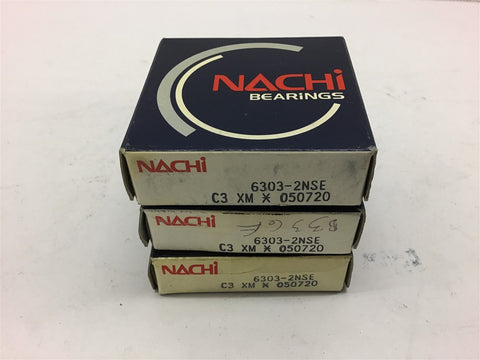 NACHi
BEARiNGS
NACHi
6303-2NSE
C3 XM X 050720
NACHi
6303-2NSE
C3 XM X 050720
NACHi
6303-2NSE
C3 XM X 050720